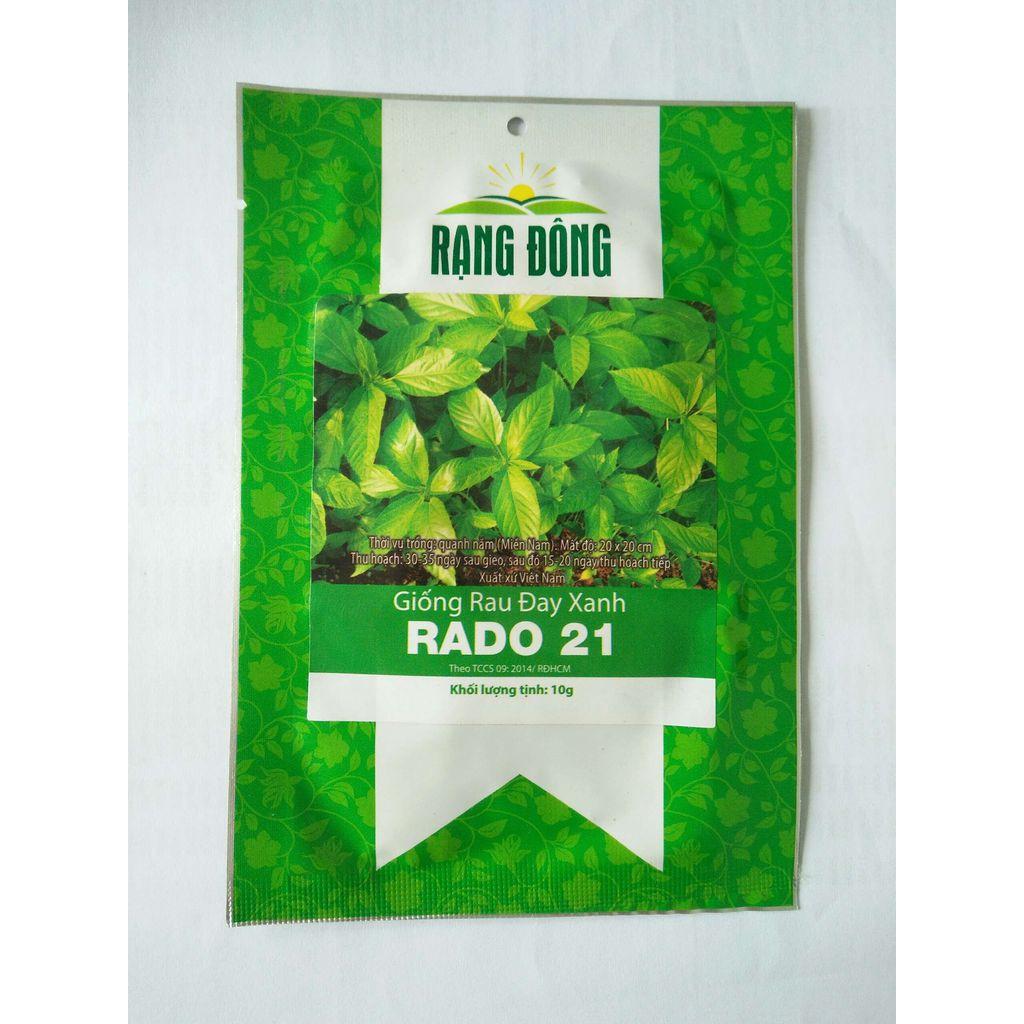 RẠNG ĐÔNG
Thời vụ trồng: quanh năm (Miền Nam). Mật độ: 20 x 20 cm
Thu hoạch: 30-35 ngày sau gieo, sau đó 15-20 ngày thu hoạch tiếp
Xuất xứ Việt Nam
Giống Rau Đay Xanh
RADO 21
Theo TCCS 09: 2014/ RĐHCM
Khối lượng tịnh: 10g